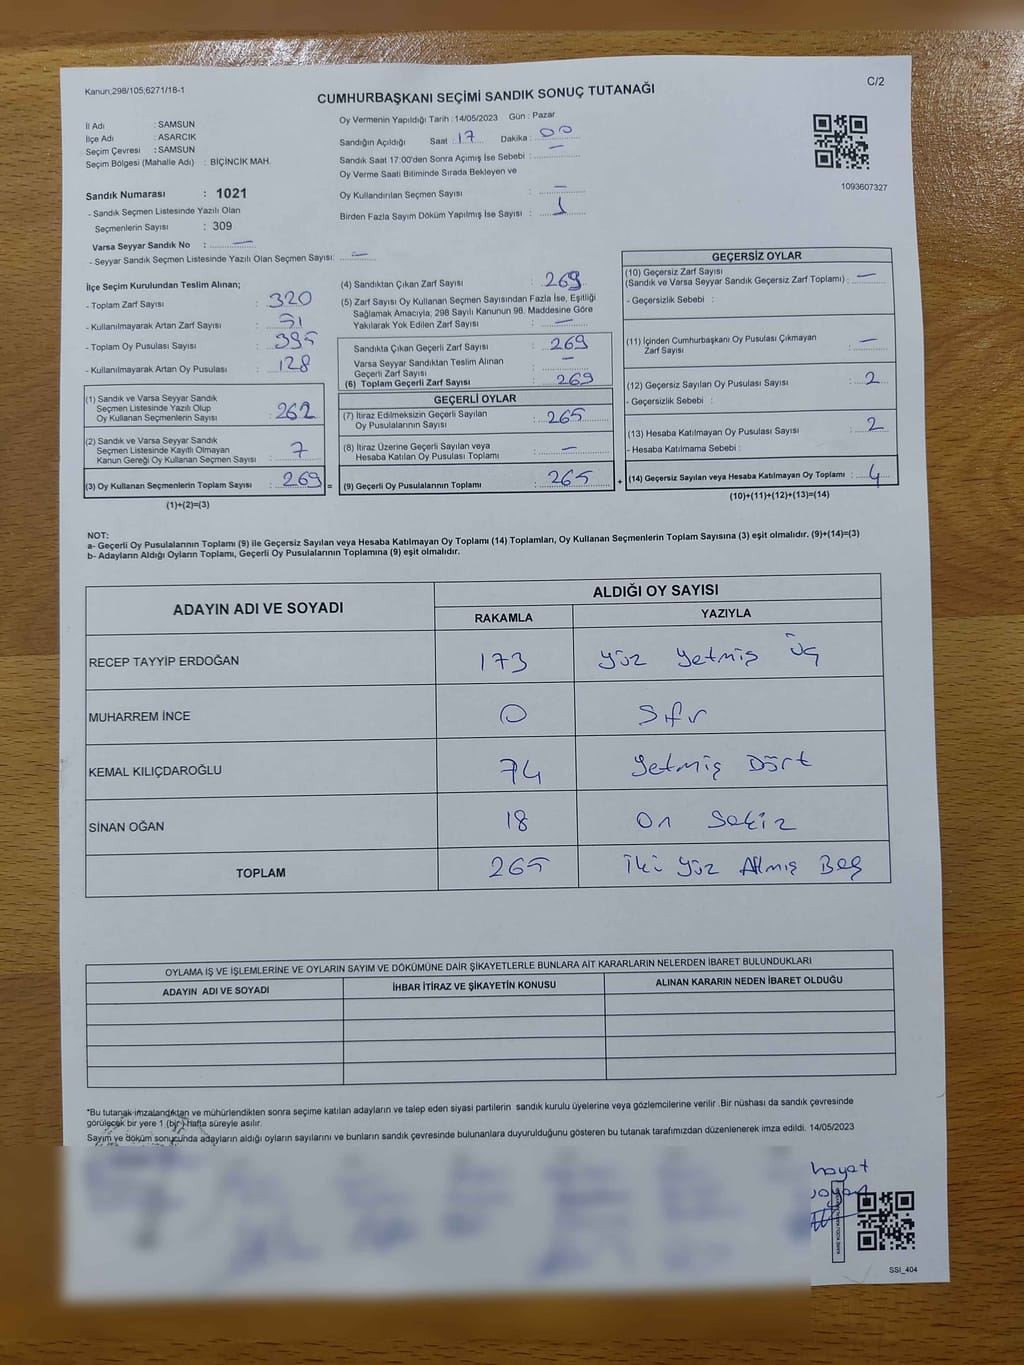 Kanun,298/105;6271/18-1
C/2
CUMHURBAŞKANI SEÇİMİ SANDIK SONUÇ TUTANAĞI
İl Adı : SAMSUN
İlçe Adı : ASARCIK
Seçim Çevresi : SAMSUN
Seçim Bölgesi (Mahalle Adı) : BİÇİNCİK MAH.
Sandık Numarası : 1021
- Sandık Seçmen Listesinde Yazılı Olan
Seçmenlerin Sayısı : 309
Varsa Seyyar Sandık No : —
- Seyyar Sandık Seçmen Listesinde Yazılı Olan Seçmen Sayısı: —
Oy Vermenin Yapıldığı Tarih : 14/05/2023 Gün : Pazar
Sandığın Açıldığı Saat : 17 Dakika : 00
Sandık Saat 17:00'den Sonra Açımış İse Sebebi : —
Oy Verme Saati Bitiminde Sırada Bekleyen ve
Oy Kullandırılan Seçmen Sayısı : —
Birden Fazla Sayım Döküm Yapılmış İse Sayısı : 1
1093607327
İlçe Seçim Kurulundan Teslim Alınan;
- Toplam Zarf Sayısı : 320
- Kullanılmayarak Artan Zarf Sayısı : 51
- Toplam Oy Pusulası Sayısı : 395
- Kullanılmayarak Artan Oy Pusulası : 128
(1) Sandık ve Varsa Seyyar Sandık
Seçmen Listesinde Yazılı Olup
Oy Kullanan Seçmenlerin Sayısı : 262
(2) Sandık ve Varsa Seyyar Sandık
Seçmen Listesinde Kayıtlı Olmayan
Kanun Gereği Oy Kullanan Seçmen Sayısı : 7
(3) Oy Kullanan Seçmenlerin Toplam Sayısı : 269 =
(1)+(2)=(3)
(4) Sandıktan Çıkan Zarf Sayısı : 269
(5) Zarf Sayısı Oy Kullanan Seçmen Sayısından Fazla İse, Eşitliği
Sağlamak Amacıyla; 298 Sayılı Kanunun 98. Maddesine Göre
Yakılarak Yok Edilen Zarf Sayısı : —
Sandıkta Çıkan Geçerli Zarf Sayısı : 269
Varsa Seyyar Sandıktan Teslim Alınan
Geçerli Zarf Sayısı : —
(6) Toplam Geçerli Zarf Sayısı : 269
GEÇERLİ OYLAR
(7) İtiraz Edilmeksizin Geçerli Sayılan
Oy Pusulalarının Sayısı : 265
(8) İtiraz Üzerine Geçerli Sayılan veya
Hesaba Katılan Oy Pusulası Toplamı : —
(9) Geçerli Oy Pusulalarının Toplamı : 265 +
GEÇERSİZ OYLAR
(10) Geçersiz Zarf Sayısı
(Sandık ve Varsa Seyyar Sandık Geçersiz Zarf Toplamı) : —
- Geçersizlik Sebebi :
(11) İçinden Cumhurbaşkanı Oy Pusulası Çıkmayan
Zarf Sayısı : —
(12) Geçersiz Sayılan Oy Pusulası Sayısı : 2
- Geçersizlik Sebebi :
(13) Hesaba Katılmayan Oy Pusulası Sayısı : 2
- Hesaba Katılmama Sebebi :
(14) Geçersiz Sayılan veya Hesaba Katılmayan Oy Toplamı : 4
(10)+(11)+(12)+(13)=(14)
NOT:
a- Geçerli Oy Pusulalarının Toplamı (9) ile Geçersiz Sayılan veya Hesaba Katılmayan Oy Toplamı (14) Toplamları, Oy Kullanan Seçmenlerin Toplam Sayısına (3) eşit olmalıdır. (9)+(14)=(3)
b- Adayların Aldığı Oyların Toplamı, Geçerli Oy Pusulalarının Toplamına (9) eşit olmalıdır.
ADAYIN ADI VE SOYADI ALDIĞI OY SAYISI
RAKAMLA YAZIYLA
RECEP TAYYİP ERDOĞAN 173 Yüz Yetmiş Üç
MUHARREM İNCE 0 Sıfır
KEMAL KILIÇDAROĞLU 74 Yetmiş Dört
SİNAN OĞAN 18 On Sekiz
TOPLAM 265 İki Yüz Altmış Beş
OYLAMA İŞ VE İŞLEMLERİNE VE OYLARIN SAYIM VE DÖKÜMÜNE DAİR ŞİKAYETLERLE BUNLARA AİT KARARLARIN NELERDEN İBARET BULUNDUKLARI
ADAYIN ADI VE SOYADI İHBAR İTİRAZ VE ŞİKAYETİN KONUSU ALINAN KARARIN NEDEN İBARET OLDUĞU
*Bu tutanak imzalandıktan ve mühürlendikten sonra seçime katılan adayların ve talep eden siyasi partilerin sandık kurulu üyelerine veya gözlemcilerine verilir .Bir nüshası da sandık çevresinde
görülecek bir yere 1 (bir) hafta süreyle asılır.
Sayım ve döküm sonucunda adayların aldığı oyların sayılarını ve bunların sandık çevresinde bulunanlara duyurulduğunu gösteren bu tutanak tarafımızdan düzenlenerek imza edildi. 14/05/2023
hayat
SSI_404